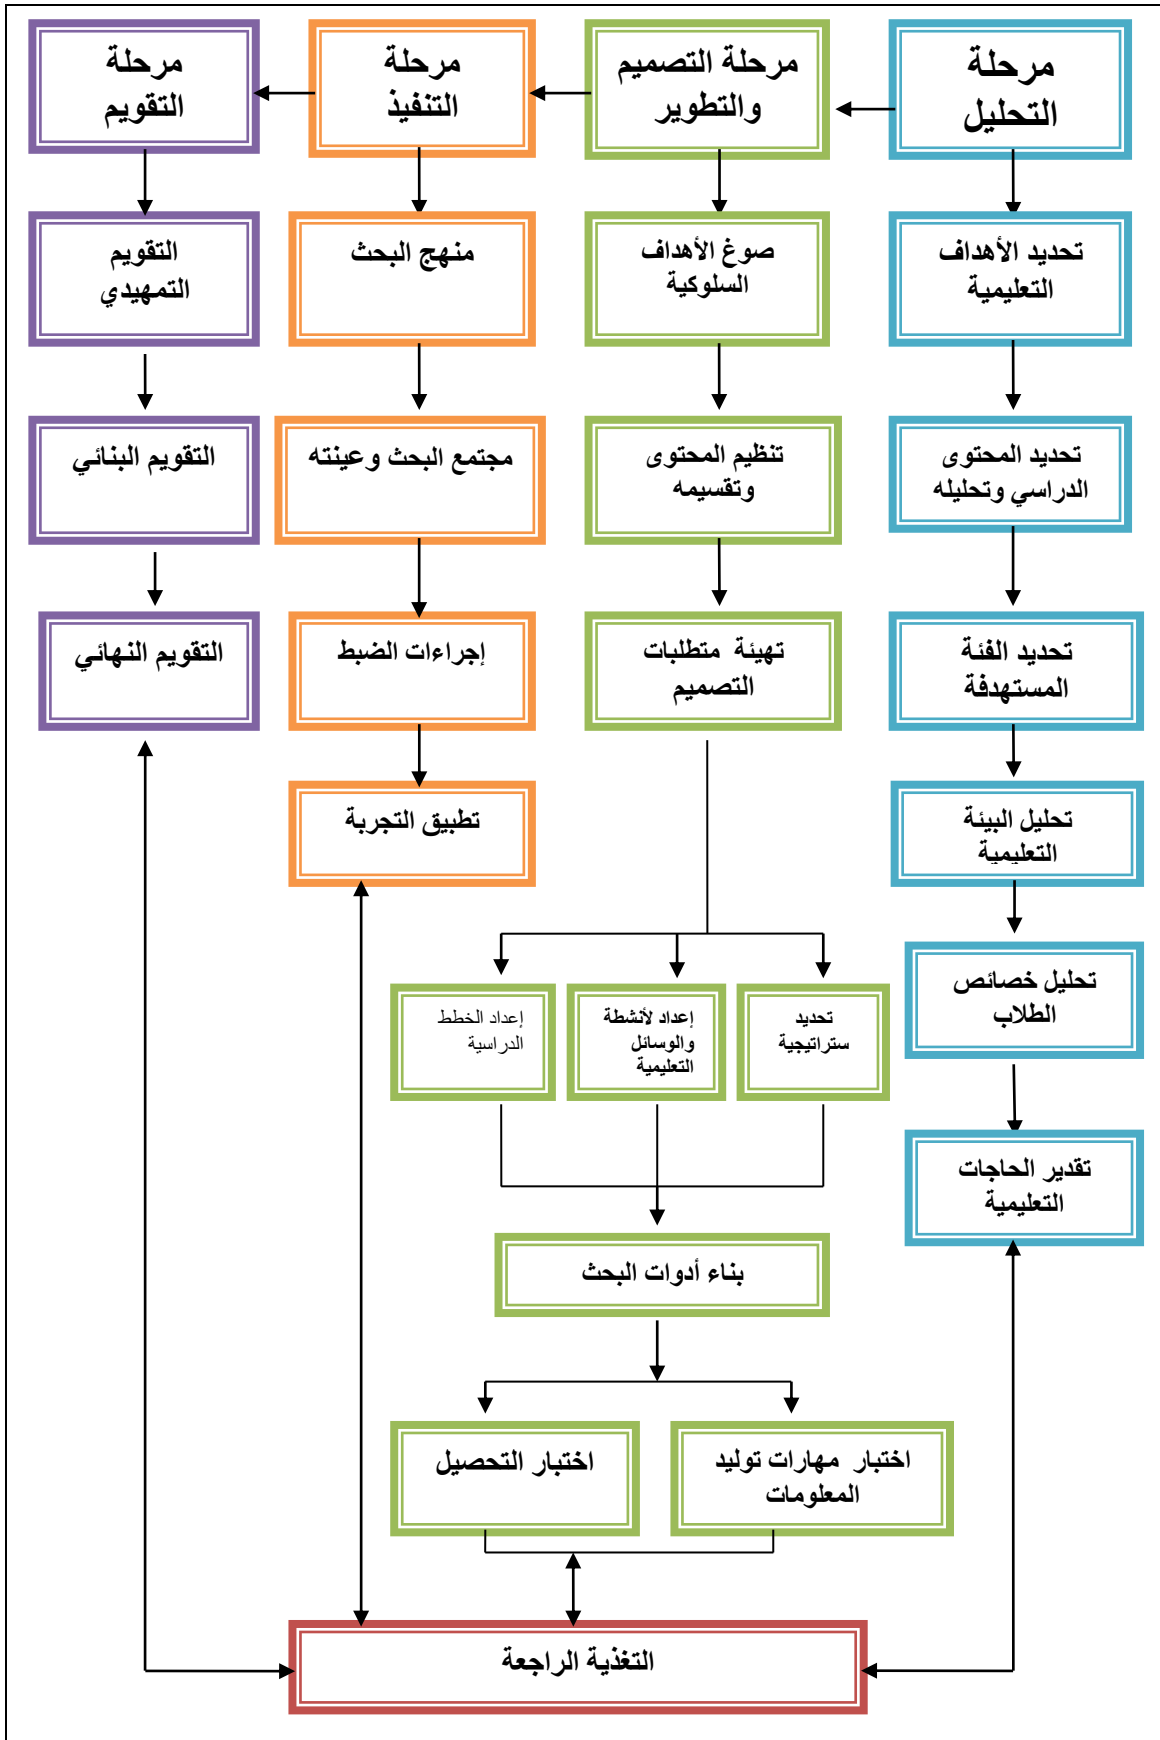 مرحلة
التحليل
مرحلة التصميم
والتطوير
مرحلة
التنفيذ
مرحلة
التقويم
تحديد الأهداف
التعليمية
صوغ الأهداف
السلوكية
منهج البحث
التقويم
التمهيدي
تحديد المحتوى
الدراسي وتحليله
تنظيم المحتوى
وتقسيمه
مجتمع البحث وعينته
التقويم البنائي
تحديد الفئة
المستهدفة
تهيئة متطلبات
التصميم
إجراءات الضبط
التقويم النهائي
تحليل البيئة
التعليمية
تطبيق التجربة
تحليل خصائص
الطلاب
تحديد
ستراتيجية
إعداد لأنشطة
والوسائل
التعليمية
إعداد الخطط
الدراسية
تقدير الحاجات
التعليمية
بناء أدوات البحث
اختبار مهارات توليد
المعلومات
اختبار التحصيل
التغذية الراجعة